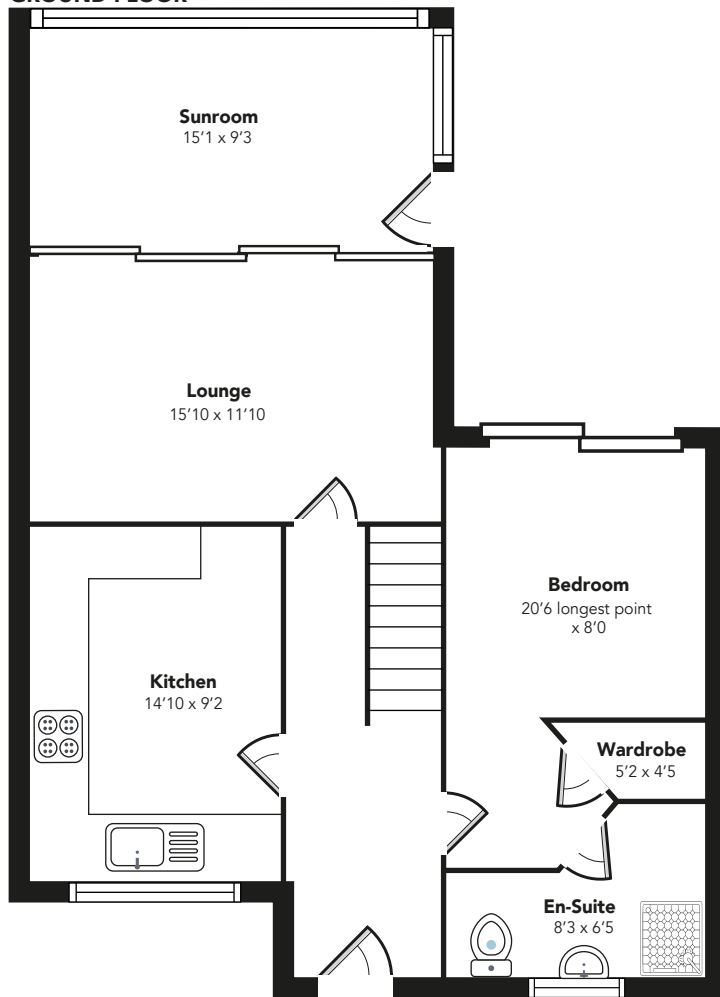 GROUND FLOOR
Sunroom
15'1 x 9'3
Lounge
15'10 x 11'10
Bedroom
20'6 longest point
x 8'0
Kitchen
14'10 x 9'2
Wardrobe
5'2 x 4'5
En-Suite
8'3 x 6'5